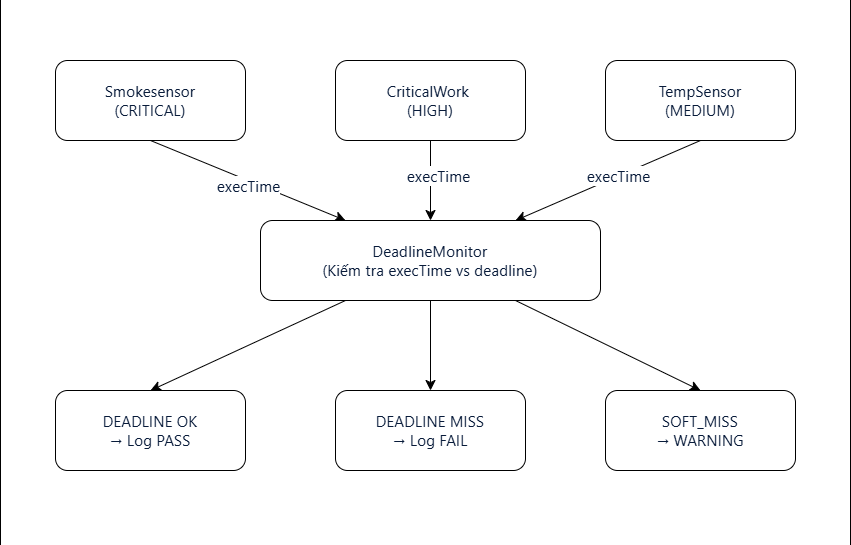 Smokesensor
(CRITICAL)
CriticalWork
(HIGH)
TempSensor
(MEDIUM)
execTime
execTime
execTime
DeadlineMonitor
(Kiếm tra execTime vs deadline)
DEADLINE OK
→ Log PASS
DEADLINE MISS
→ Log FAIL
SOFT_MISS
→ WARNING